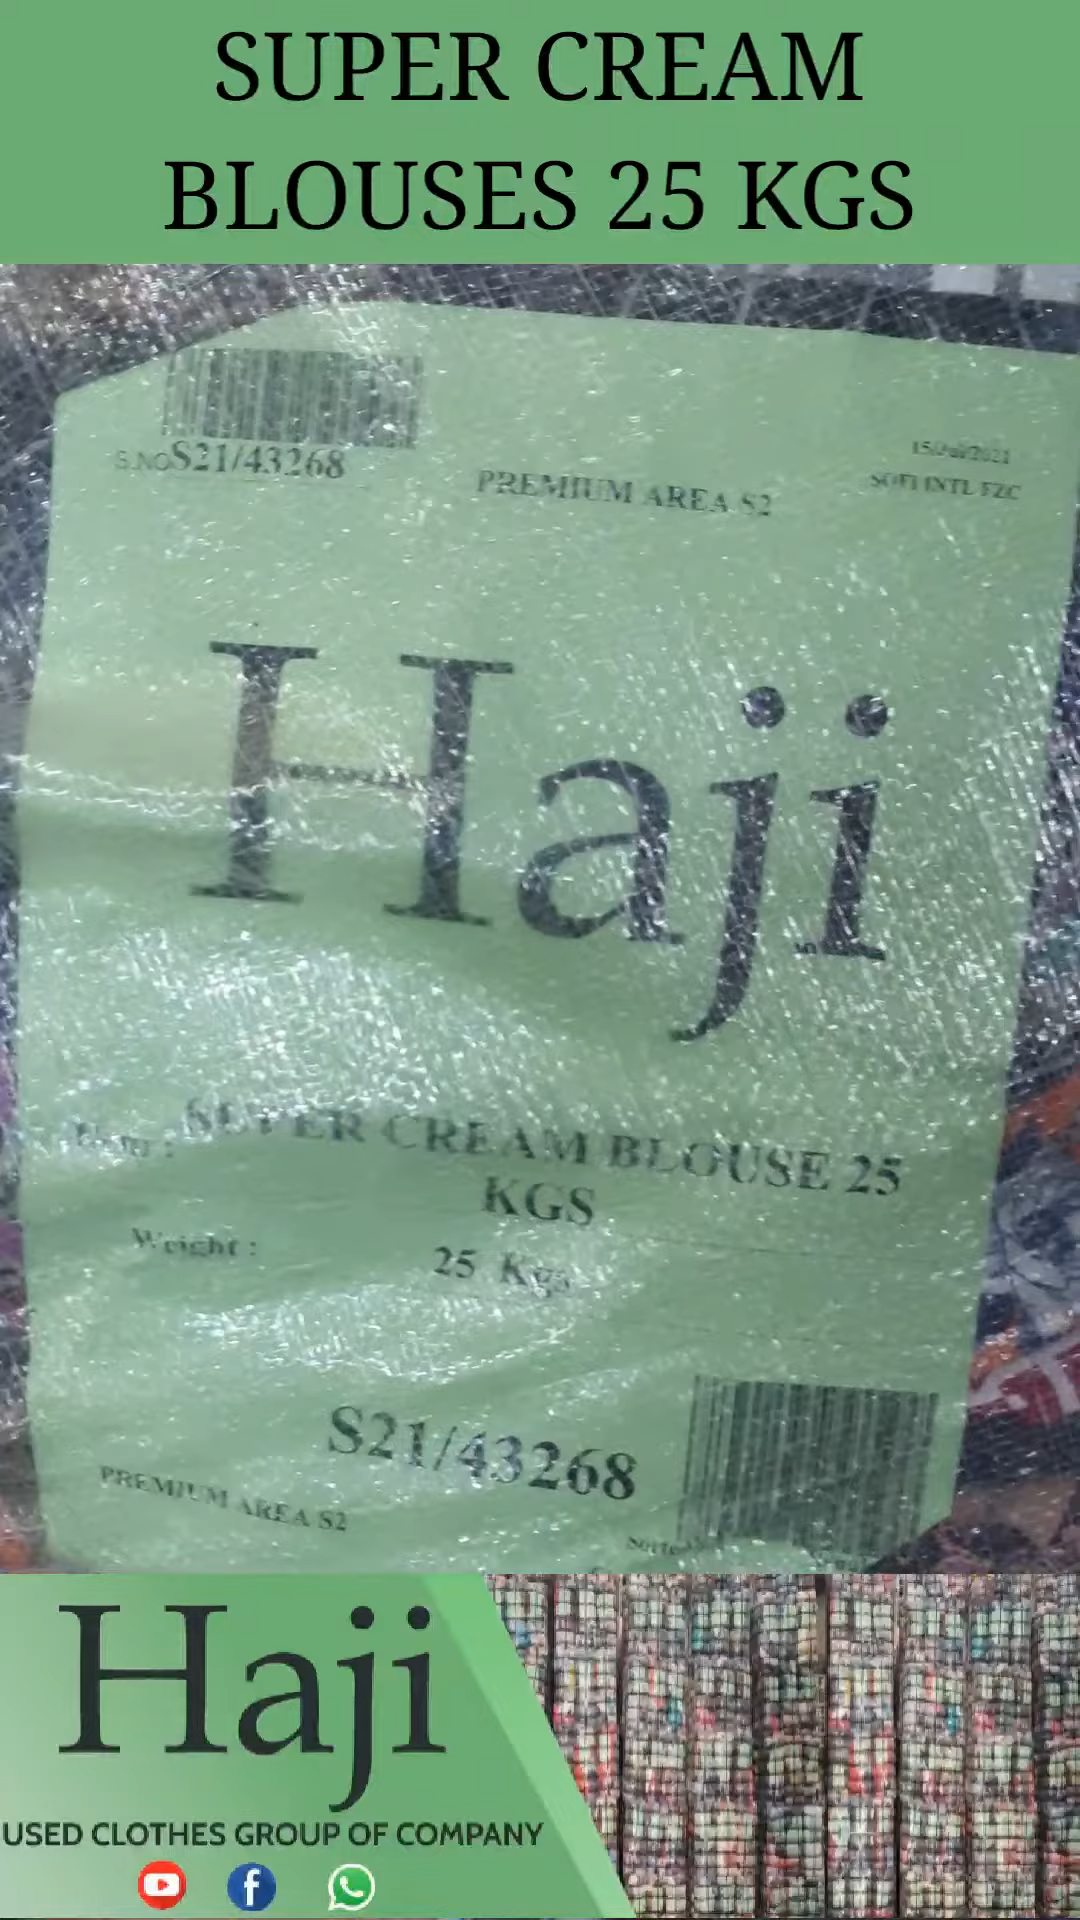 SUPER CREAM
BLOUSES 25 KGS
S.NO S21/43268
PREMIUM AREA S2
SOFI INTL FZC
Haji
SUPER CREAM BLOUSE 25
KGS
Weight :
25 Kgs
S21/43268
PREMIUM AREA S2
Haji
USED CLOTHES GROUP OF COMPANY